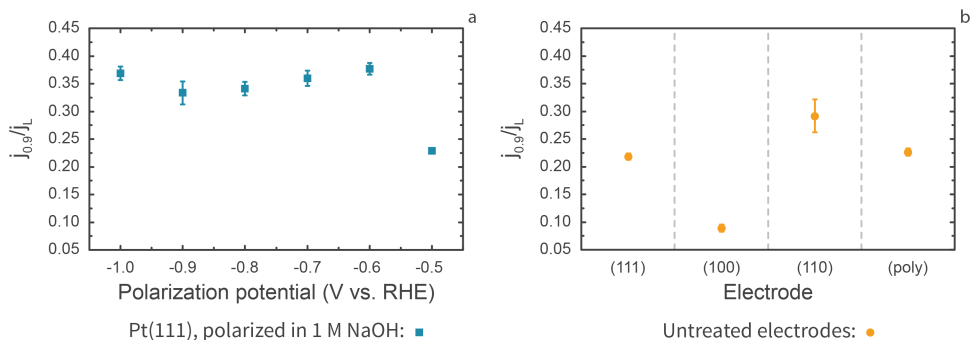 a
0.45
0.40
0.35
0.30
0.25
0.20
0.15
0.10
0.05
j0.9/jL
-1.0 -0.9 -0.8 -0.7 -0.6 -0.5
Polarization potential (V vs. RHE)
Pt(111), polarized in 1 M NaOH:
b
0.45
0.40
0.35
0.30
0.25
0.20
0.15
0.10
0.05
j0.9/jL
(111) (100) (110) (poly)
Electrode
Untreated electrodes: